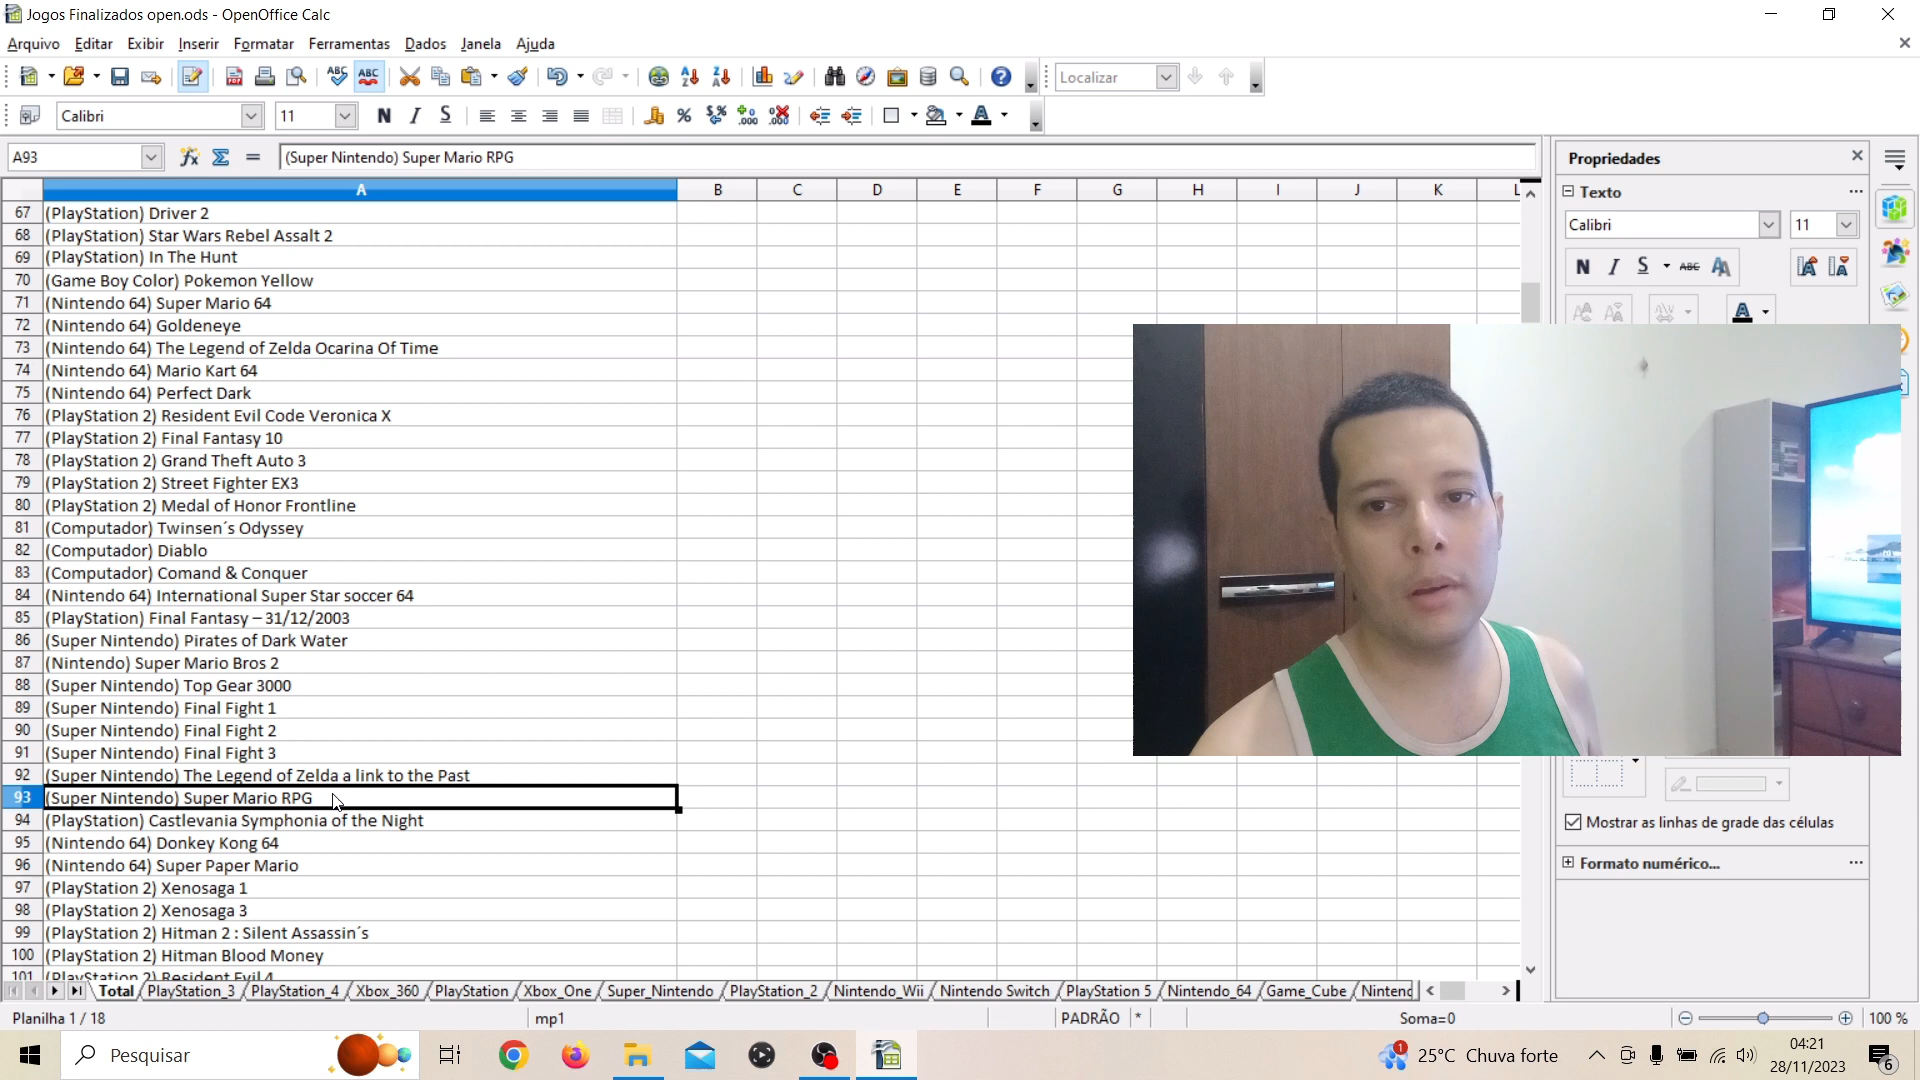 Jogos Finalizados open.ods - OpenOffice Calc
Arquivo Editar Exibir Inserir Formatar Ferramentas Dados Janela Ajuda
Localizar
Calibri 11 N I S
A93 (Super Nintendo) Super Mario RPG
A B C D E F G H I J K L
67 (PlayStation) Driver 2
68 (PlayStation) Star Wars Rebel Assalt 2
69 (PlayStation) In The Hunt
70 (Game Boy Color) Pokemon Yellow
71 (Nintendo 64) Super Mario 64
72 (Nintendo 64) Goldeneye
73 (Nintendo 64) The Legend of Zelda Ocarina Of Time
74 (Nintendo 64) Mario Kart 64
75 (Nintendo 64) Perfect Dark
76 (PlayStation 2) Resident Evil Code Veronica X
77 (PlayStation 2) Final Fantasy 10
78 (PlayStation 2) Grand Theft Auto 3
79 (PlayStation 2) Street Fighter EX3
80 (PlayStation 2) Medal of Honor Frontline
81 (Computador) Twinsen´s Odyssey
82 (Computador) Diablo
83 (Computador) Comand & Conquer
84 (Nintendo 64) International Super Star soccer 64
85 (PlayStation) Final Fantasy – 31/12/2003
86 (Super Nintendo) Pirates of Dark Water
87 (Nintendo) Super Mario Bros 2
88 (Super Nintendo) Top Gear 3000
89 (Super Nintendo) Final Fight 1
90 (Super Nintendo) Final Fight 2
91 (Super Nintendo) Final Fight 3
92 (Super Nintendo) The Legend of Zelda a link to the Past
93 (Super Nintendo) Super Mario RPG
94 (PlayStation) Castlevania Symphonia of the Night
95 (Nintendo 64) Donkey Kong 64
96 (Nintendo 64) Super Paper Mario
97 (PlayStation 2) Xenosaga 1
98 (PlayStation 2) Xenosaga 3
99 (PlayStation 2) Hitman 2 : Silent Assassin´s
100 (PlayStation 2) Hitman Blood Money
101 (PlayStation 2) Resident Evil 4
Propriedades
Texto
Calibri 11
N I S ABC
Mostrar as linhas de grade das células
Formato numérico...
Total PlayStation_3 PlayStation_4 Xbox_360 PlayStation Xbox_One Super_Nintendo PlayStation_2 Nintendo_Wii Nintendo Switch PlayStation 5 Nintendo_64 Game_Cube Nintend
Planilha 1 / 18 mp1 PADRÃO * Soma=0 100 %
Pesquisar 25°C Chuva forte 04:21
28/11/2023 6